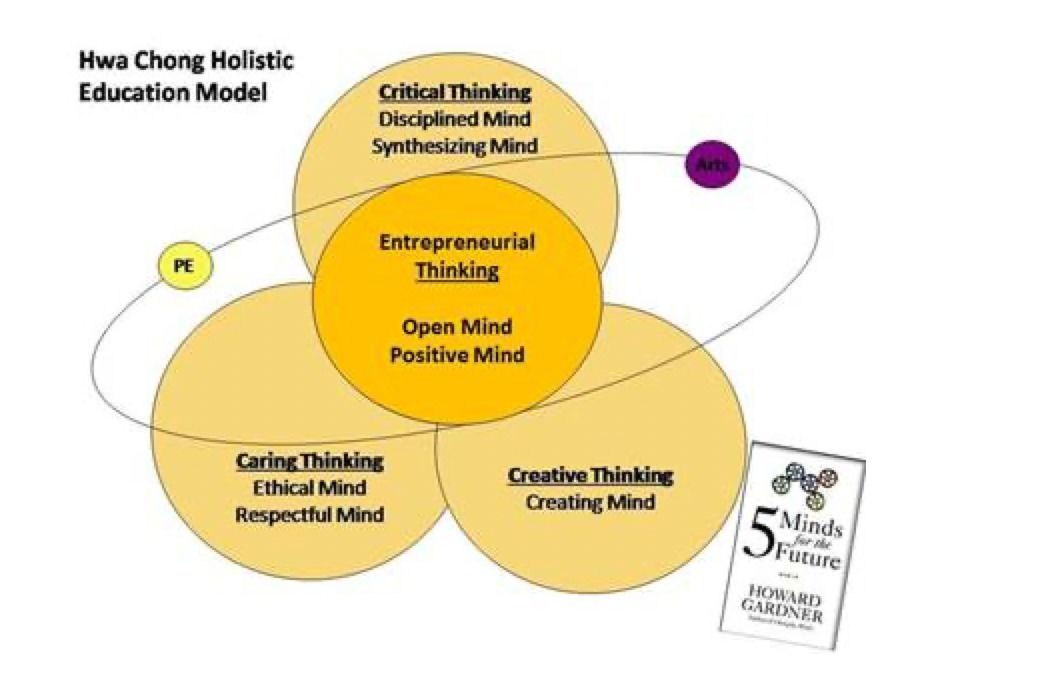 Hwa Chong Holistic
Education Model
Critical Thinking
Disciplined Mind
Synthesizing Mind
Arts
PE
Entrepreneurial
Thinking
Open Mind
Positive Mind
Caring Thinking
Ethical Mind
Respectful Mind
Creative Thinking
Creating Mind
5 Minds
for the
Future
HOWARD
GARDNER